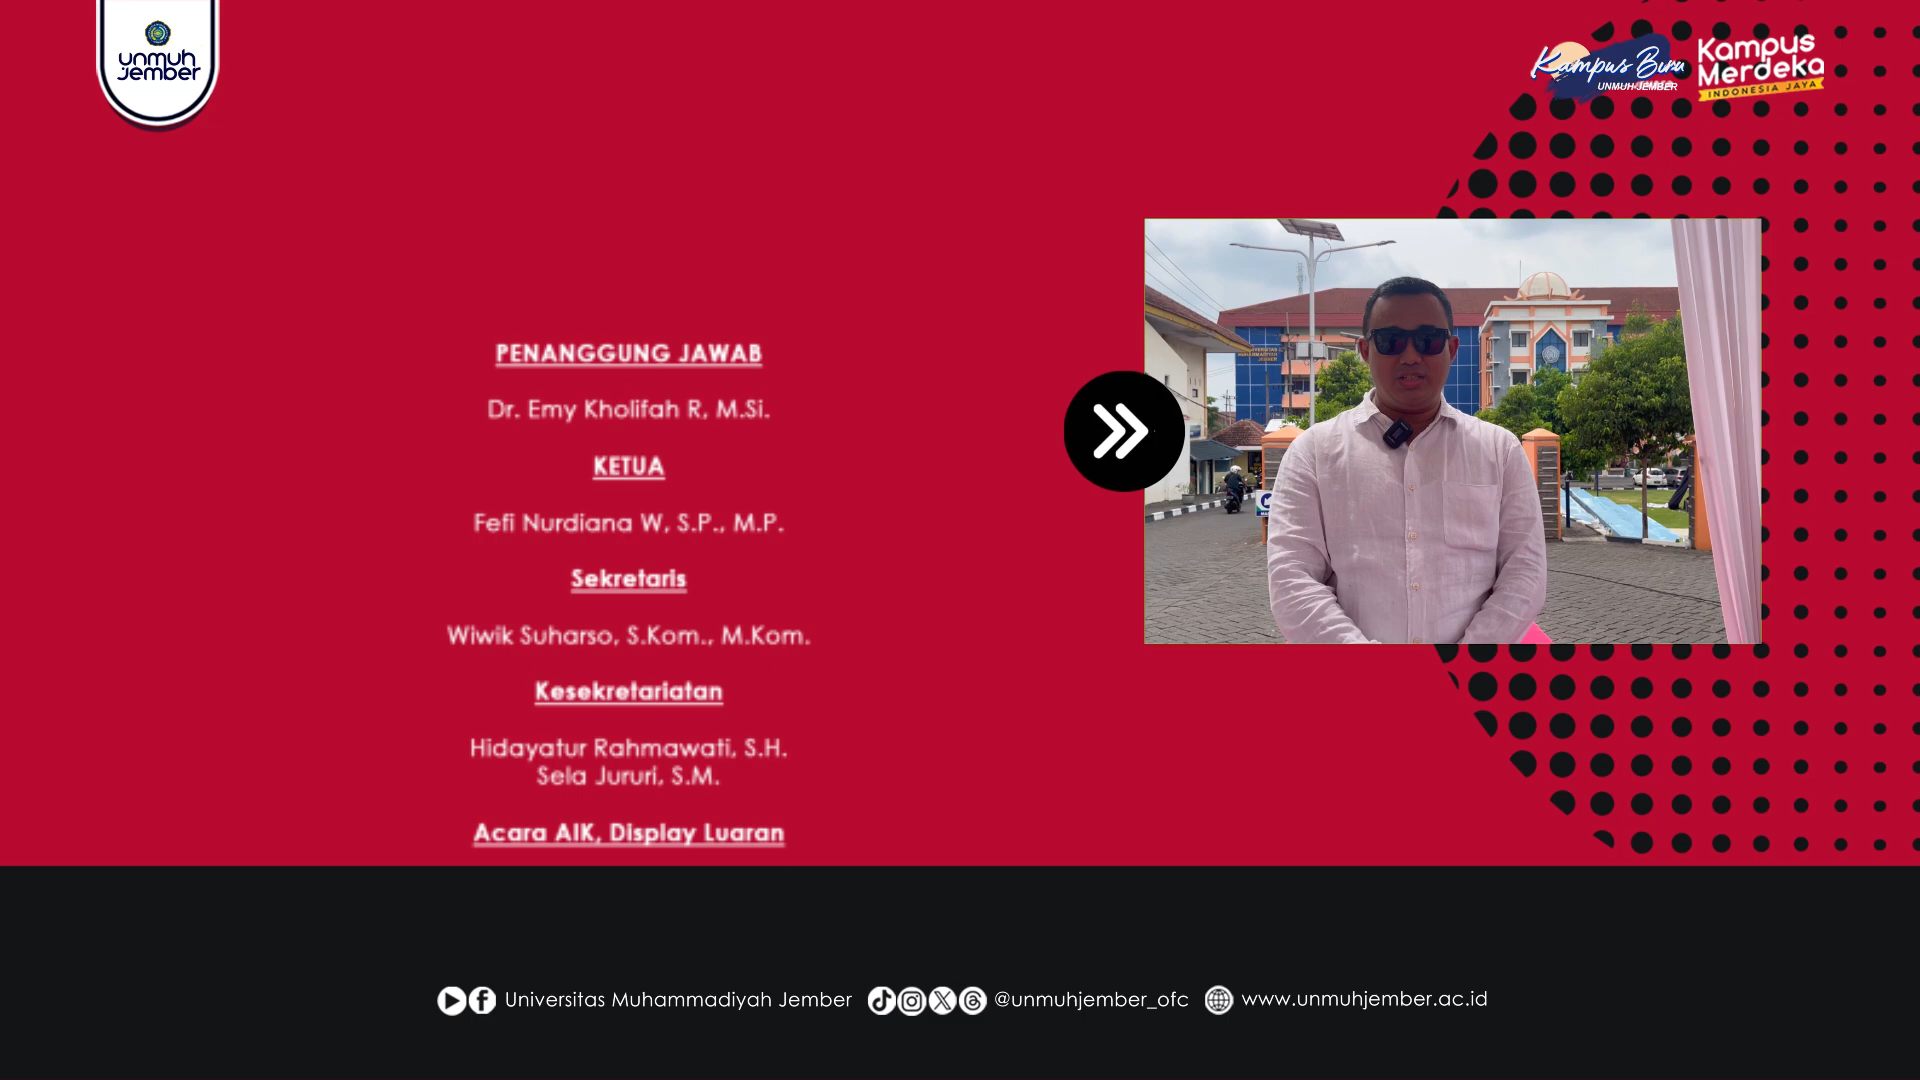 unmuh
jember
Kampus Biru
UNMUH JEMBER
Kampus
Merdeka
INDONESIA JAYA
PENANGGUNG JAWAB
Dr. Emy Kholifah R, M.Si.
KETUA
Fefi Nurdiana W, S.P., M.P.
Sekretaris
Wiwik Suharso, S.Kom., M.Kom.
Kesekretariatan
Hidayatur Rahmawati, S.H.
Sela Jururi, S.M.
Acara AIK, Display Luaran
Universitas Muhammadiyah Jember
@unmuhjember_ofc
www.unmuhjember.ac.id